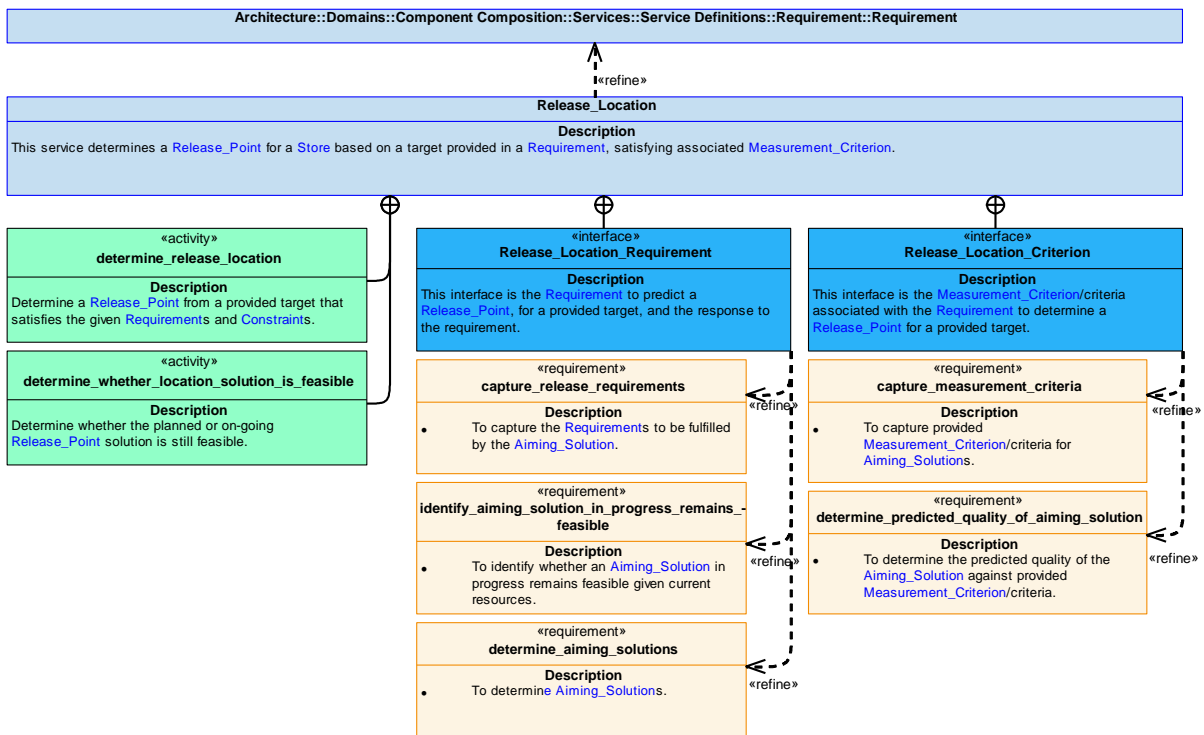 Architecture::Domains::Component Composition::Services::Service Definitions::Requirement::Requirement
«refine»
Release_Location
Description
This service determines a Release_Point for a Store based on a target provided in a Requirement, satisfying associated Measurement_Criterion.
«activity»
determine_release_location
Description
Determine a Release_Point from a provided target that
satisfies the given Requirements and Constraints.
«activity»
determine_whether_location_solution_is_feasible
Description
Determine whether the planned or on-going
Release_Point solution is still feasible.
«interface»
Release_Location_Requirement
Description
This interface is the Requirement to predict a
Release_Point, for a provided target, and the response to
the requirement.
«requirement»
capture_release_requirements
«refine»
Description
• To capture the Requirements to be fulfilled
by the Aiming_Solution.
«requirement»
identify_aiming_solution_in_progress_remains_-
feasible
«refine»
Description
• To identify whether an Aiming_Solution in
progress remains feasible given current
resources.
«requirement»
determine_aiming_solutions
«refine»
Description
• To determine Aiming_Solutions.
«interface»
Release_Location_Criterion
Description
This interface is the Measurement_Criterion/criteria
associated with the Requirement to determine a
Release_Point for a provided target.
«requirement»
capture_measurement_criteria
«refine»
Description
• To capture provided
Measurement_Criterion/criteria for
Aiming_Solutions.
«requirement»
determine_predicted_quality_of_aiming_solution
«refine»
Description
• To determine the predicted quality of the
Aiming_Solution against provided
Measurement_Criterion/criteria.